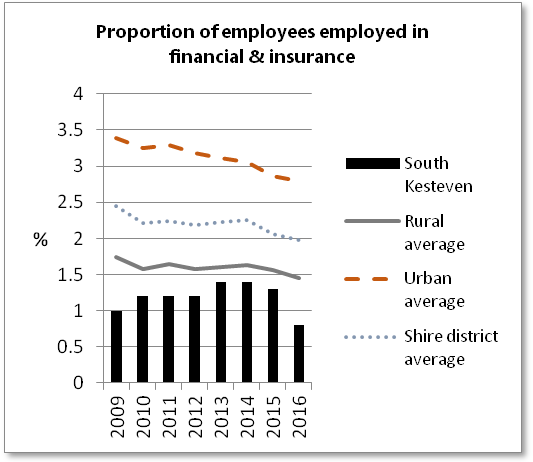 Proportion of employees employed in
financial & insurance
4
3.5
3
2.5
2
1.5
1
0.5
0
%
2009
2010
2011
2012
2013
2014
2015
2016
South
Kesteven
Rural
average
Urban
average
Shire district
average